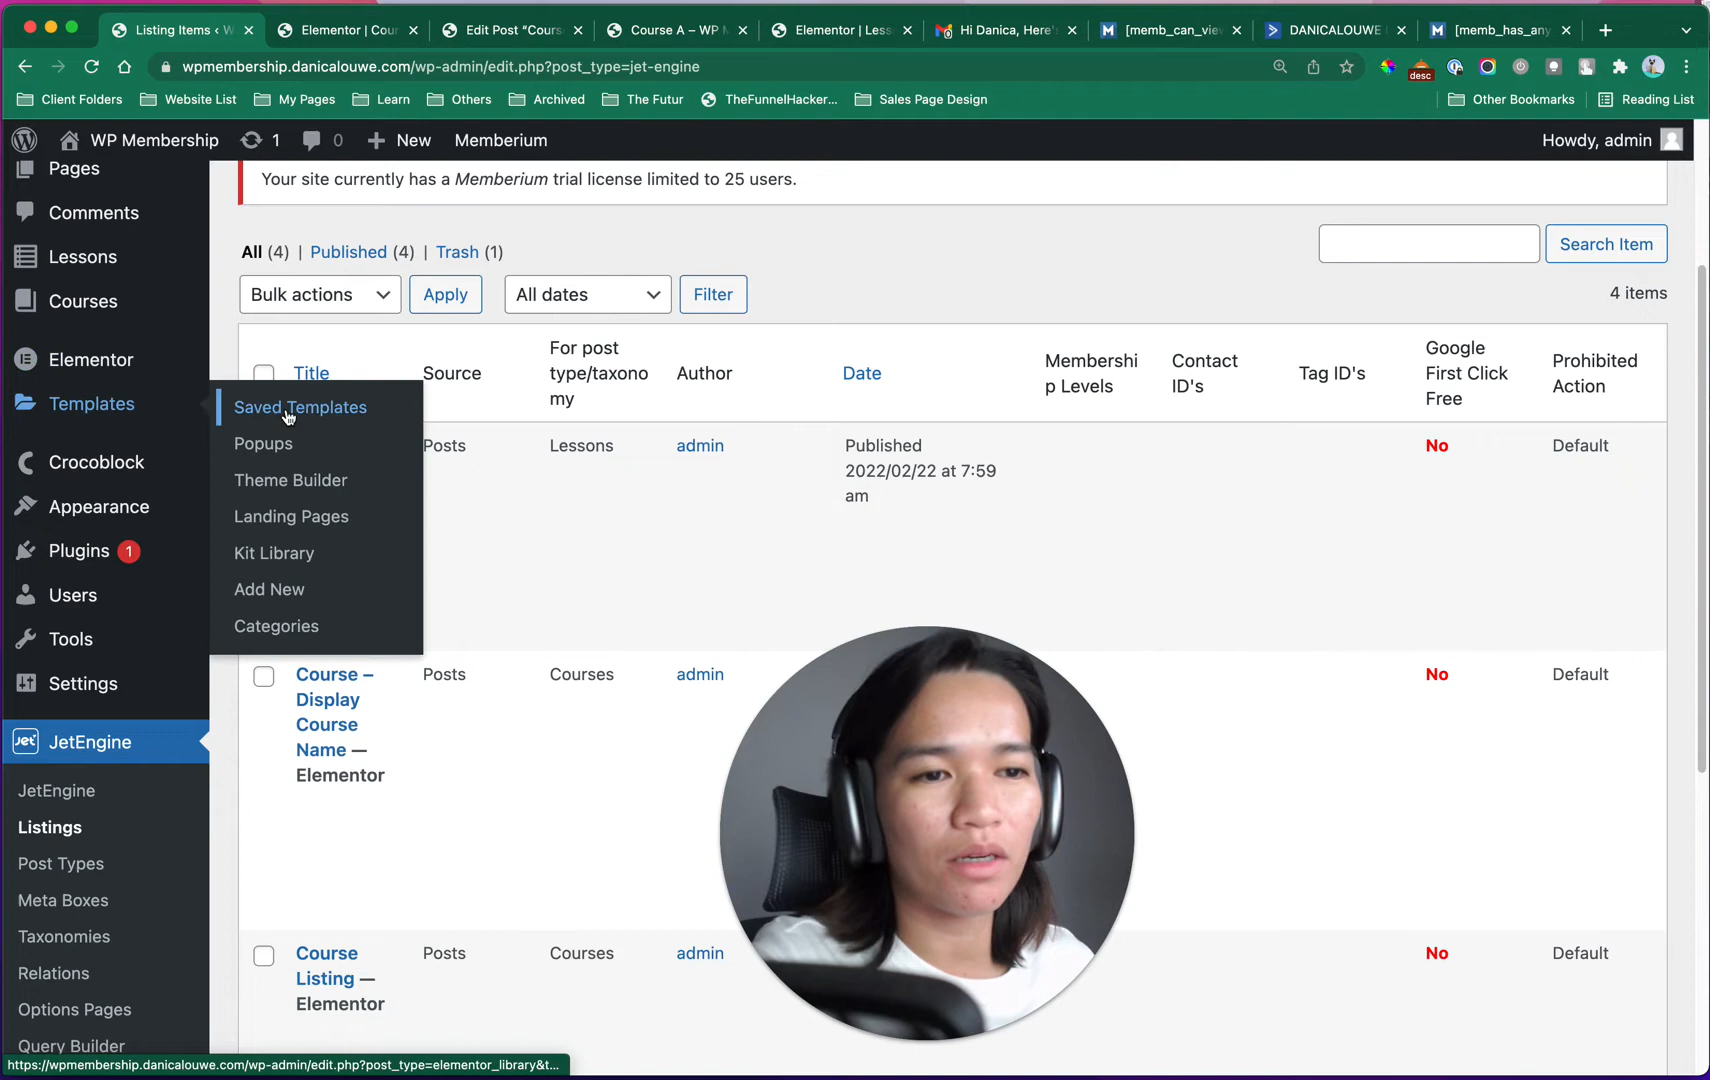 Listing Items ‹ W
Elementor | Cour
Edit Post “Cours
Course A – WP M
Elementor | Less
Hi Danica, Here's
[memb_can_vie
DANICALOUWE
[memb_has_any
wpmembership.danicalouwe.com/wp-admin/edit.php?post_type=jet-engine
desc
Client Folders
Website List
My Pages
Learn
Others
Archived
The Futur
TheFunnelHacker...
Sales Page Design
Other Bookmarks
Reading List
WP Membership
1
0
New
Memberium
Howdy, admin
Pages
Comments
Lessons
Courses
Elementor
Templates
Crocoblock
Appearance
Plugins 1
Users
Tools
Settings
Jet JetEngine
JetEngine
Listings
Post Types
Meta Boxes
Taxonomies
Relations
Options Pages
Query Builder
Saved Templates
Popups
Theme Builder
Landing Pages
Kit Library
Add New
Categories
Your site currently has a Memberium trial license limited to 25 users.
All (4) | Published (4) | Trash (1)
Search Item
Bulk actions
Apply
All dates
Filter
4 items
Title
Source
For post
type/taxono
my
Author
Date
Membershi
p Levels
Contact
ID's
Tag ID's
Google
First Click
Free
Prohibited
Action
Posts
Lessons
admin
Published
2022/02/22 at 7:59
am
No
Default
Course –
Display
Course
Name —
Elementor
Posts
Courses
admin
No
Default
Course
Listing —
Elementor
Posts
Courses
admin
No
Default
https://wpmembership.danicalouwe.com/wp-admin/edit.php?post_type=elementor_library&t...